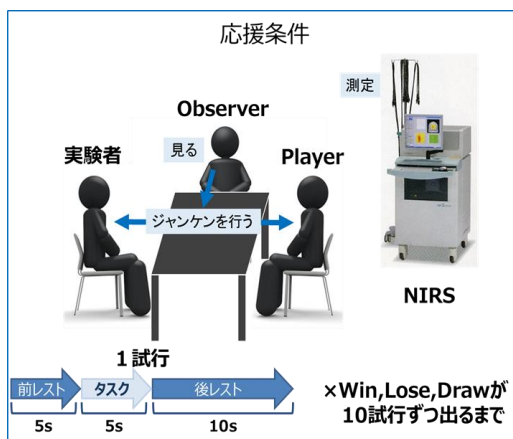 応援条件
測定
Observer
見る
実験者
Player
ジャンケンを行う
NIRS
1試行
前レスト
タスク
後レスト
5s
5s
10s
×Win,Lose,Drawが
10試行ずつ出るまで